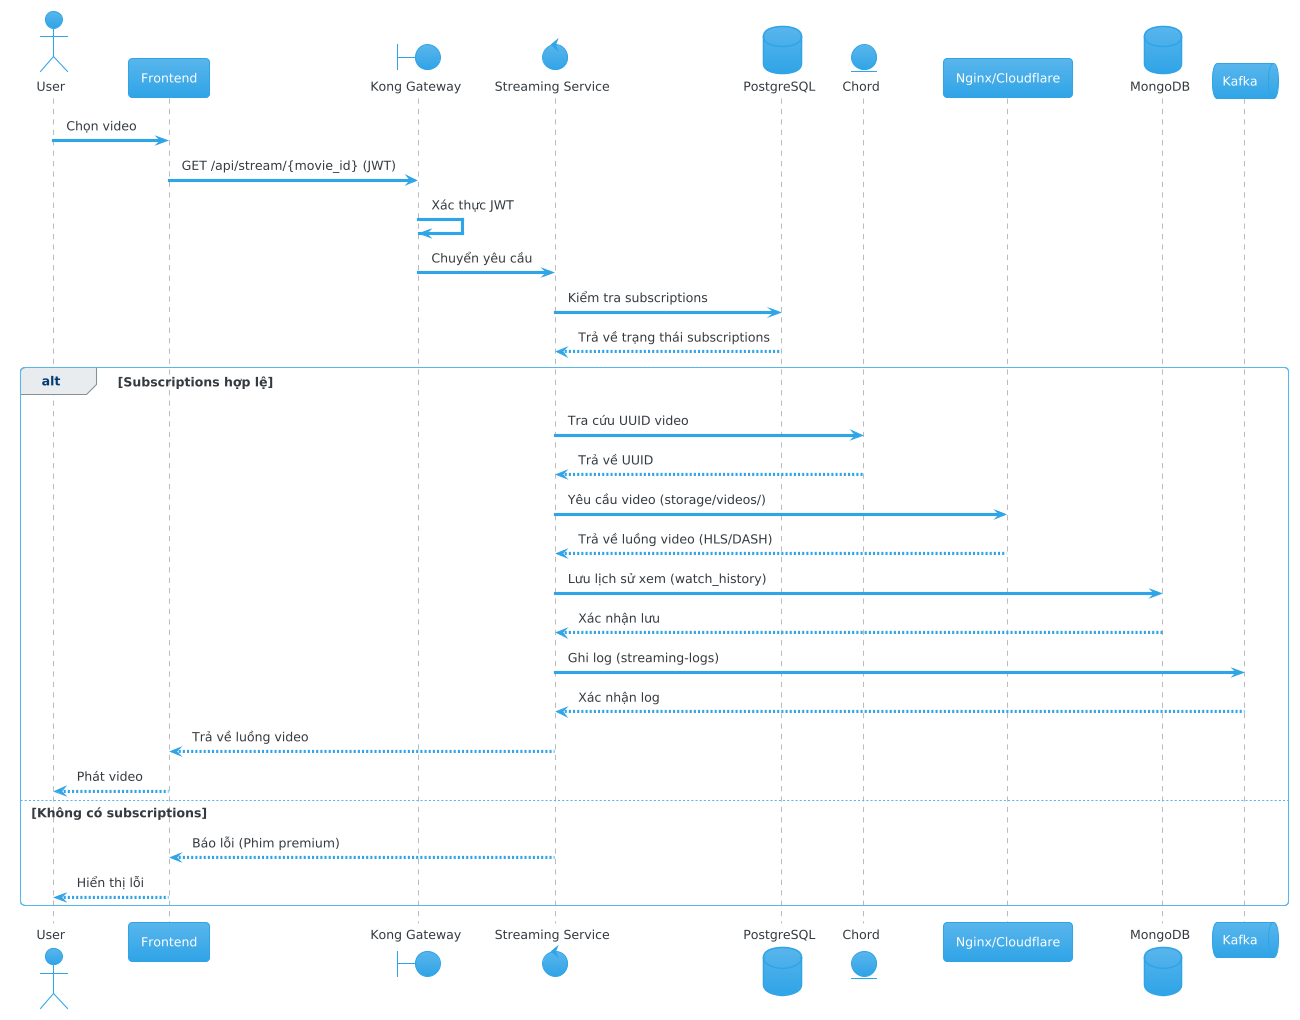 User
Frontend
Kong Gateway
Streaming Service
PostgreSQL
Chord
Nginx/Cloudflare
MongoDB
Kafka
Chọn video
GET /api/stream/{movie_id} (JWT)
Xác thực JWT
Chuyển yêu cầu
Kiểm tra subscriptions
Trả về trạng thái subscriptions
alt
[Subscriptions hợp lệ]
Tra cứu UUID video
Trả về UUID
Yêu cầu video (storage/videos/)
Trả về luồng video (HLS/DASH)
Lưu lịch sử xem (watch_history)
Xác nhận lưu
Ghi log (streaming-logs)
Xác nhận log
Trả về luồng video
Phát video
[Không có subscriptions]
Báo lỗi (Phim premium)
Hiển thị lỗi
User
Frontend
Kong Gateway
Streaming Service
PostgreSQL
Chord
Nginx/Cloudflare
MongoDB
Kafka